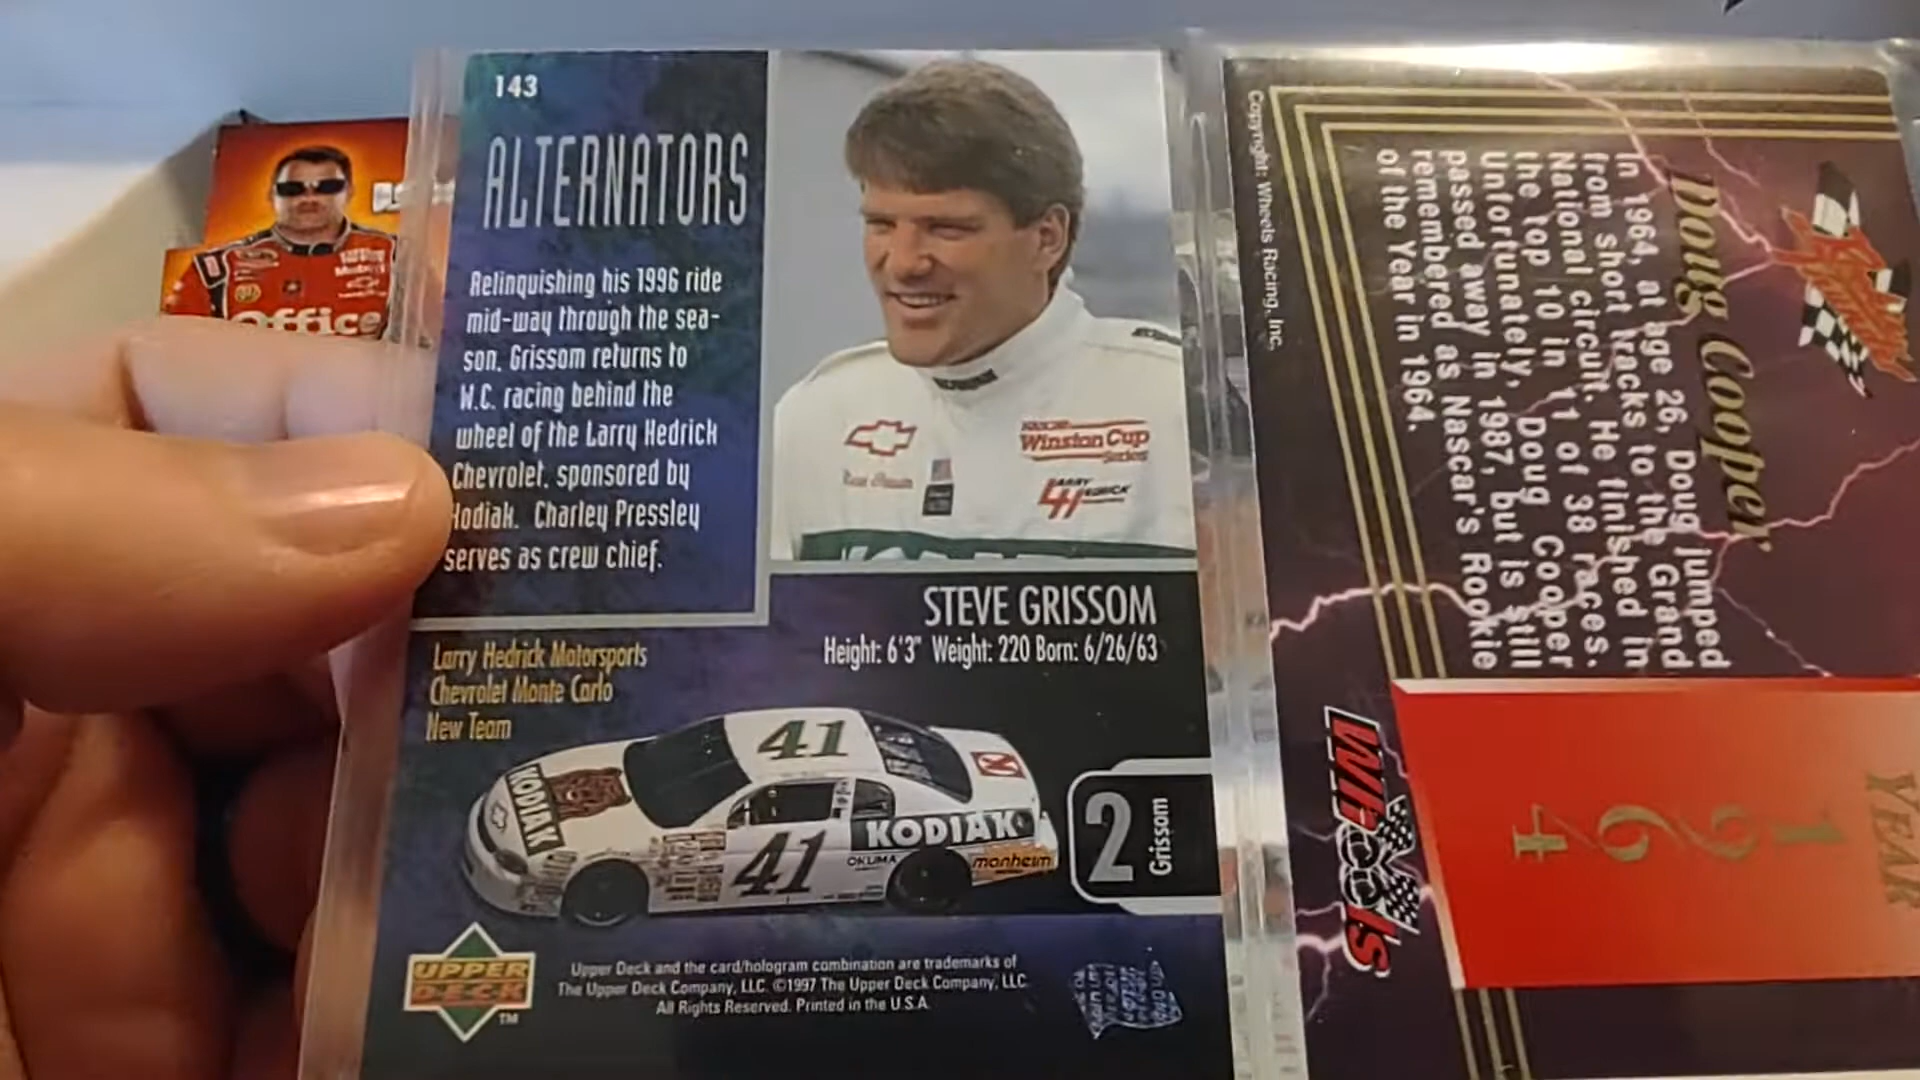 Office
143
ALTERNATORS
Relinquishing his 1996 ride
mid-way through the sea-
son, Grissom returns to
W.C. racing behind the
wheel of the Larry Hedrick
Chevrolet, sponsored by
Kodiak. Charley Pressley
serves as crew chief.
Winston Cup
Series
LARRY
HEDRICK
STEVE GRISSOM
Height: 6'3" Weight: 220 Born: 6/26/63
Larry Hedrick Motorsports
Chevrolet Monte Carlo
New Team
41
KODIAK
41
KODIAK
OKUMA
manheim
2
Grissom
UPPER
DECK
TM
Upper Deck and the card/hologram combination are trademarks of
The Upper Deck Company, LLC. ©1997 The Upper Deck Company, LLC.
All Rights Reserved. Printed in the U.S.A.
Doug Cooper
In 1964, at age 26, Doug jumped
from short tracks to the Grand
National circuit. He finished in
the top 10 in 11 of 38 races.
Unfortunately, Doug Cooper
passed away in 1987, but is still
remembered as Nascar's Rookie
of the Year in 1964.
Copyright: Wheels Racing, Inc.
WHEELS
YEAR
1964